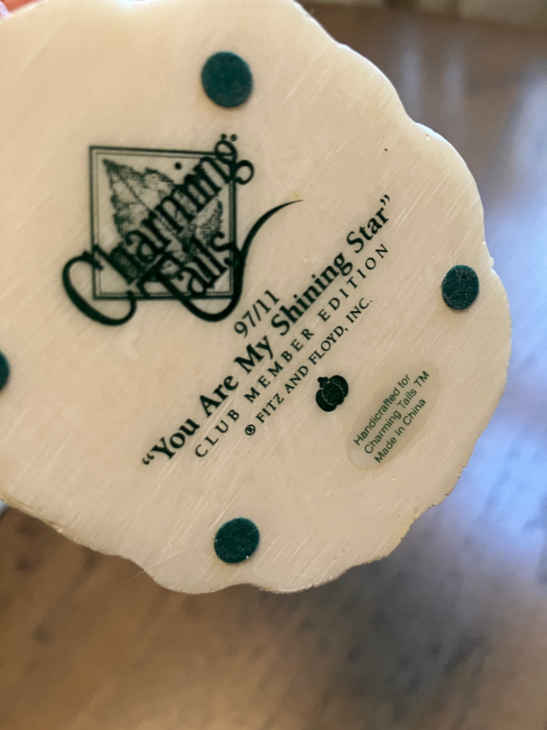 Charming
Tails
97/11
“You Are My Shining Star”
CLUB MEMBER EDITION
® FITZ AND FLOYD, INC.
Handcrafted for
Charming Tails TM
Made in China